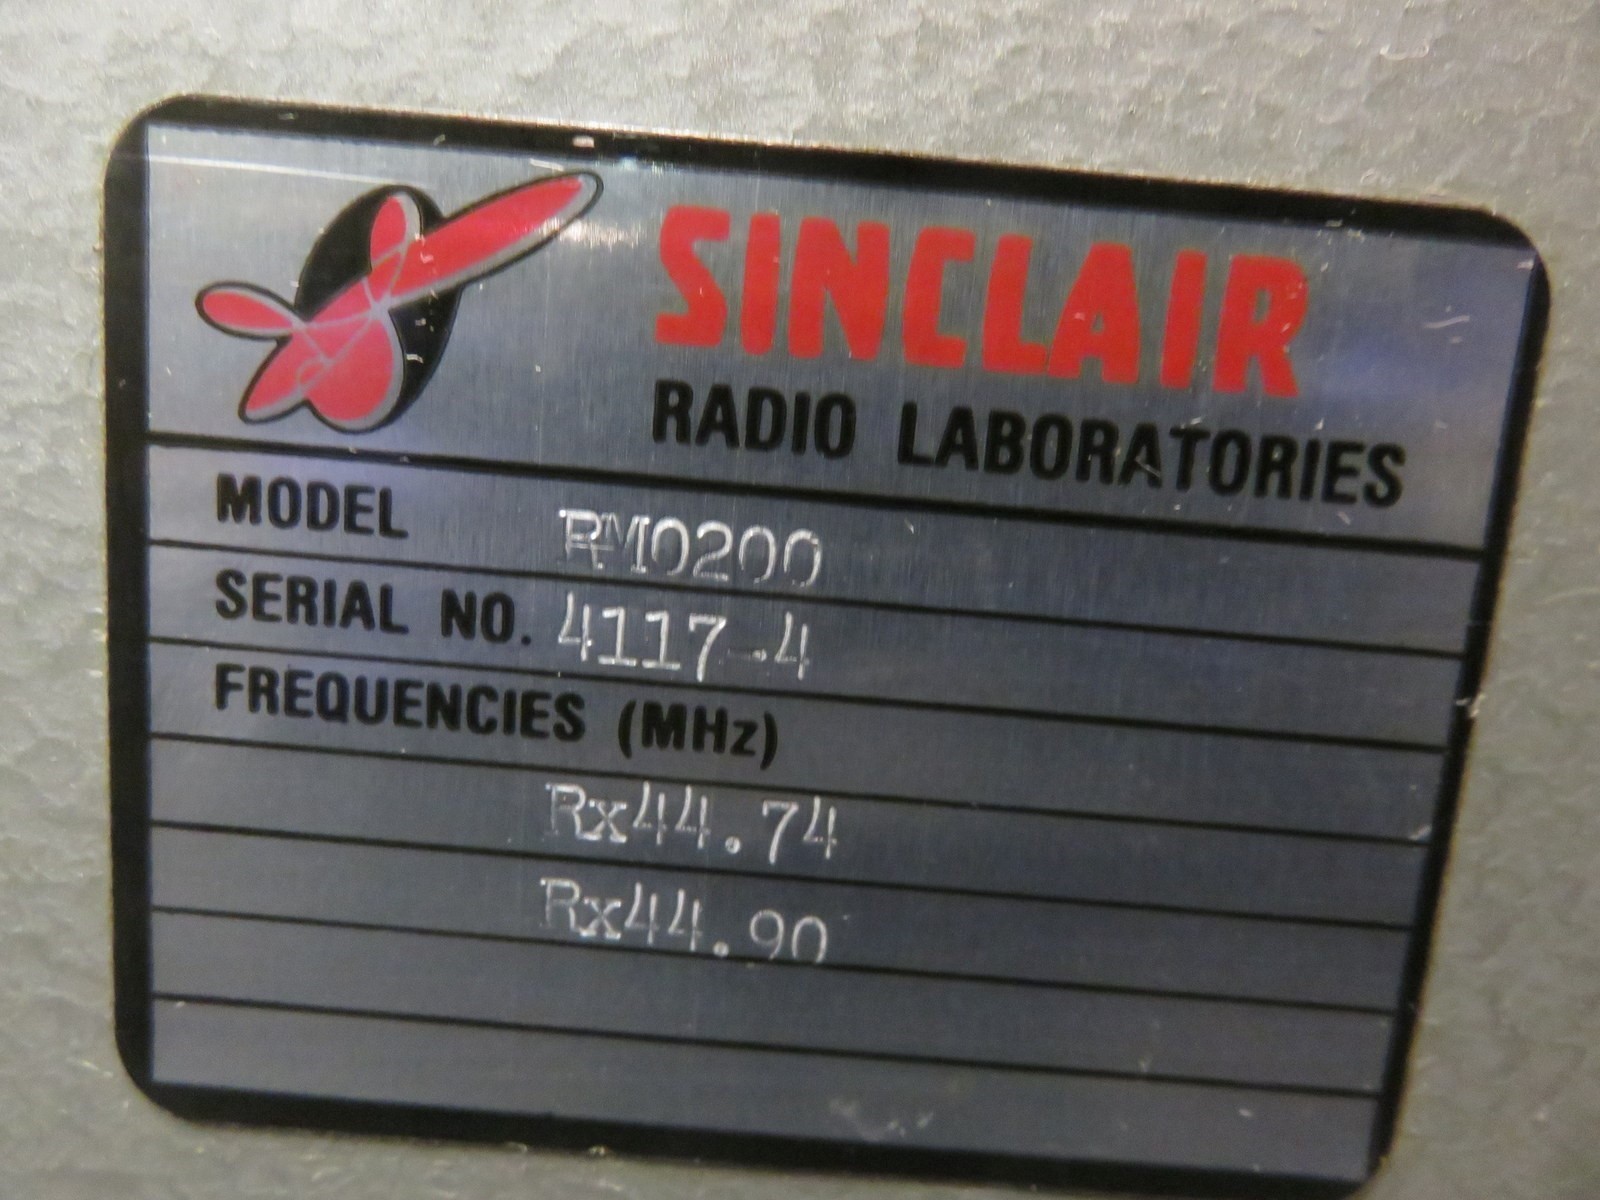 SINCLAIR
RADIO LABORATORIES
MODEL RM0200
SERIAL NO. 4117-4
FREQUENCIES (MHz)
Rx44.74
Rx44.90